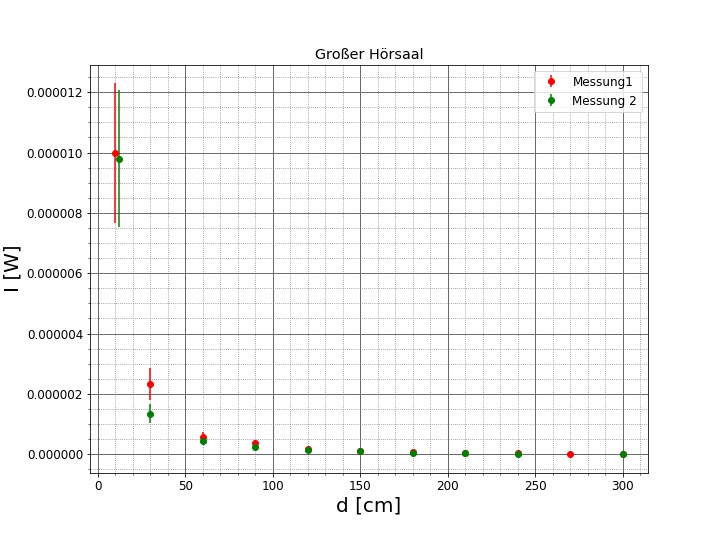 Großer Hörsaal
Messung1
Messung 2
0.000012
0.000010
0.000008
0.000006
0.000004
0.000002
0.000000
I [W]
0 50 100 150 200 250 300
d [cm]